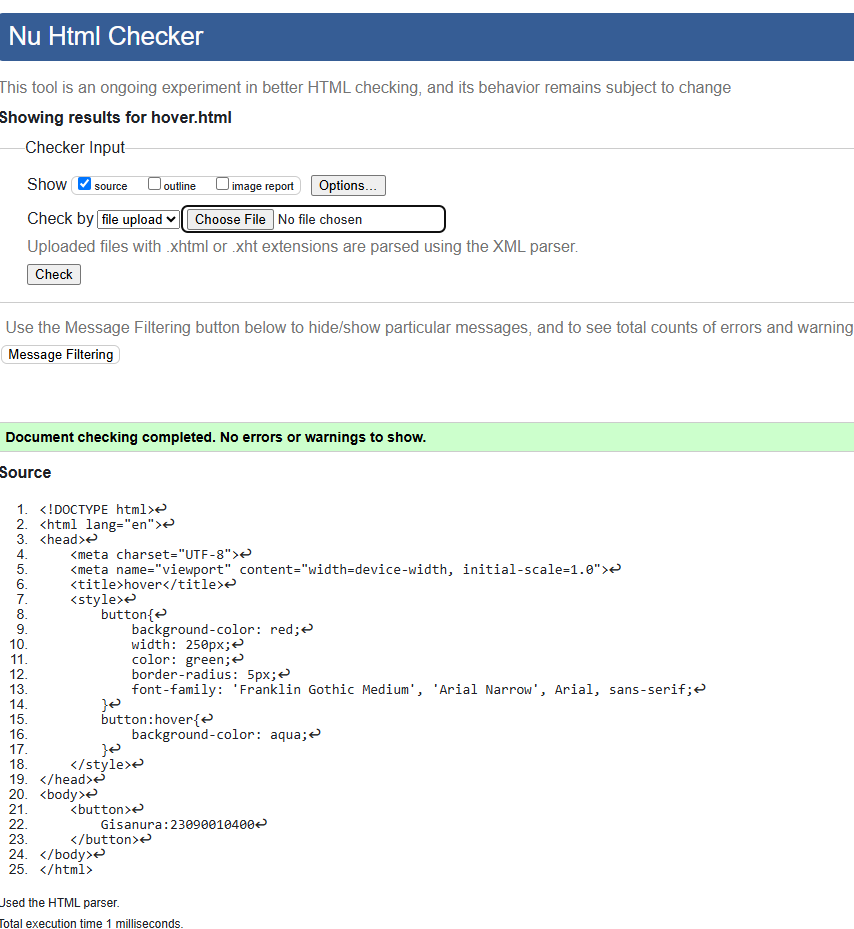 Nu Html Checker
This tool is an ongoing experiment in better HTML checking, and its behavior remains subject to change
Showing results for hover.html
Checker Input
Show source outline image report Options...
Check by file upload Choose File No file chosen
Uploaded files with .xhtml or .xht extensions are parsed using the XML parser.
Check
Use the Message Filtering button below to hide/show particular messages, and to see total counts of errors and warning
Message Filtering
Document checking completed. No errors or warnings to show.
Source
1. <!DOCTYPE html>↩
2. <html lang="en">↩
3. <head>↩
4.     <meta charset="UTF-8">↩
5.     <meta name="viewport" content="width=device-width, initial-scale=1.0">↩
6.     <title>hover</title>↩
7.     <style>↩
8.         button{↩
9.             background-color: red;↩
10.             width: 250px;↩
11.             color: green;↩
12.             border-radius: 5px;↩
13.             font-family: 'Franklin Gothic Medium', 'Arial Narrow', Arial, sans-serif;↩
14.         }↩
15.         button:hover{↩
16.             background-color: aqua;↩
17.         }↩
18.     </style>↩
19. </head>↩
20. <body>↩
21.     <button>↩
22.         Gisanura:23090010400↩
23.     </button>↩
24. </body>↩
25. </html>
Used the HTML parser.
Total execution time 1 milliseconds.